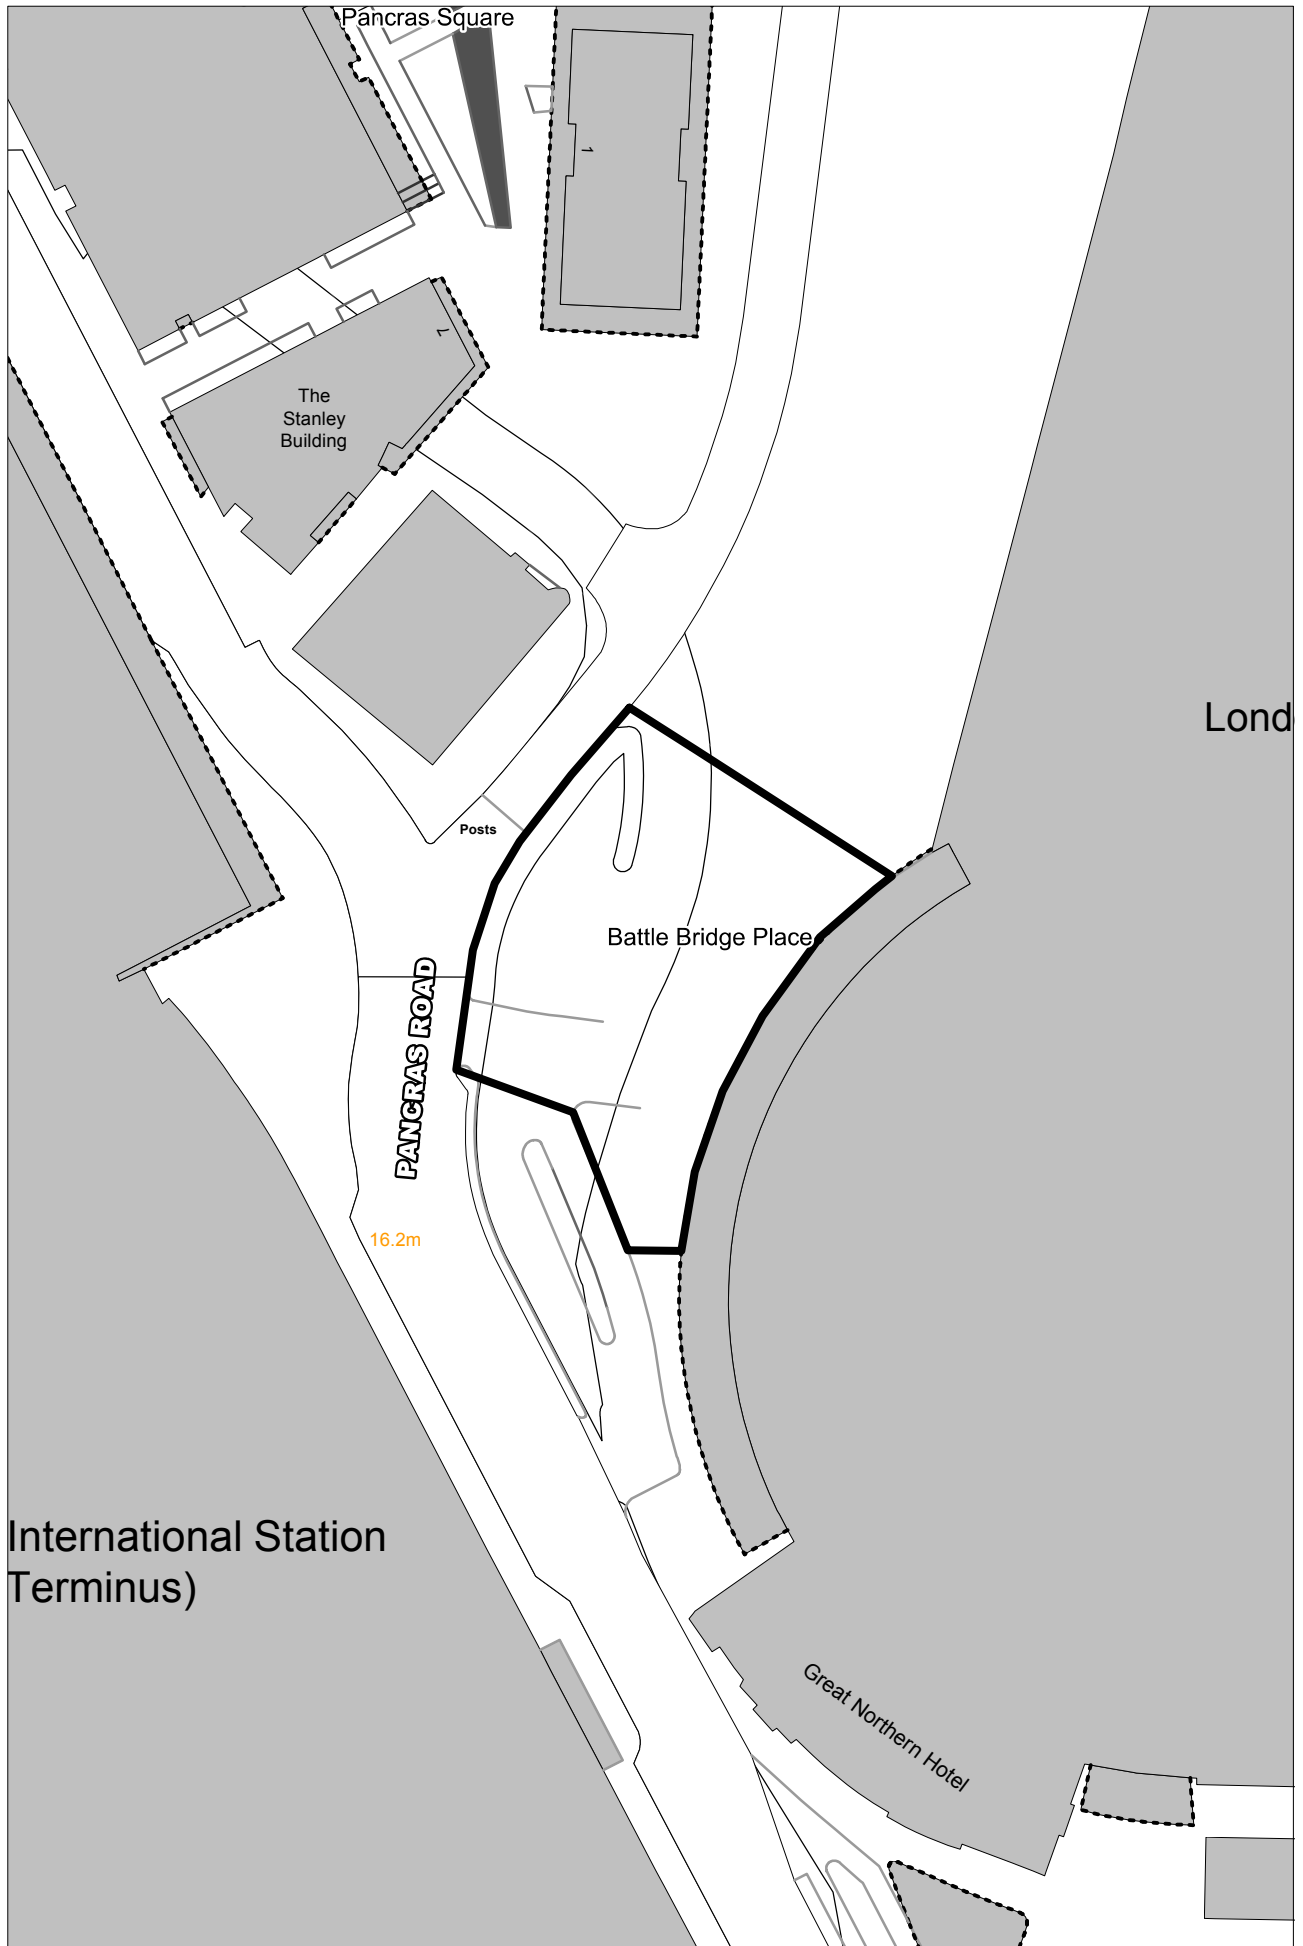 Pancras Square
1
7
The
Stanley
Building
Lond
Posts
Battle Bridge Place
PANCRAS ROAD
16.2m
International Station
Terminus)
Great Northern Hotel